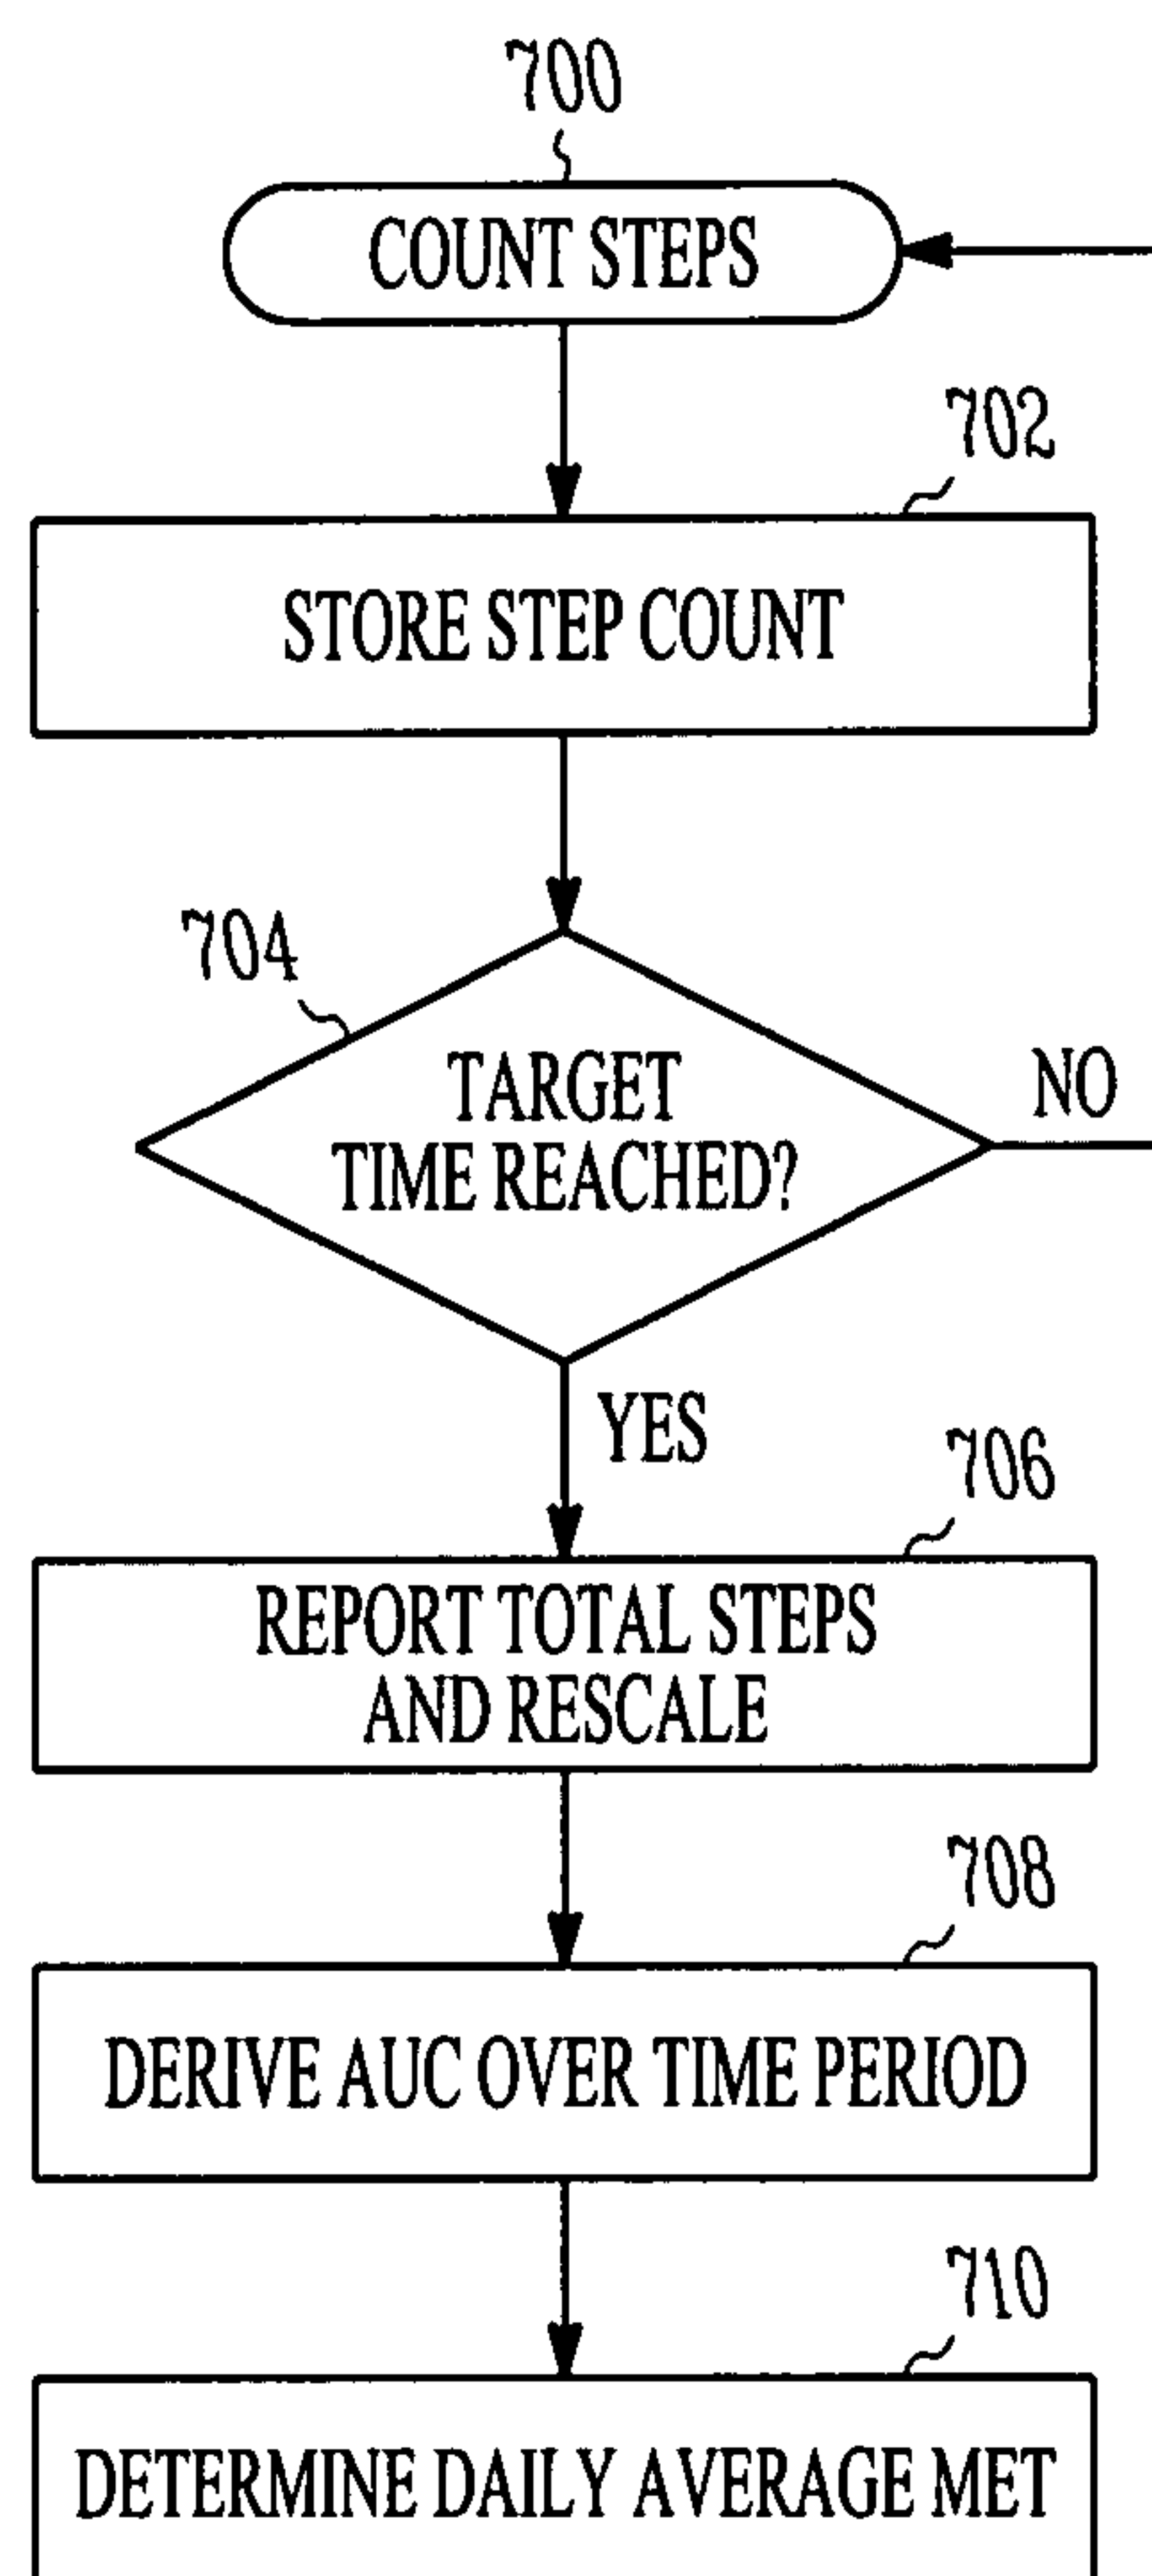 700
COUNT STEPS
702
STORE STEP COUNT
704
TARGET
TIME REACHED?
NO
YES
706
REPORT TOTAL STEPS
AND RESCALE
708
DERIVE AUC OVER TIME PERIOD
710
DETERMINE DAILY AVERAGE MET